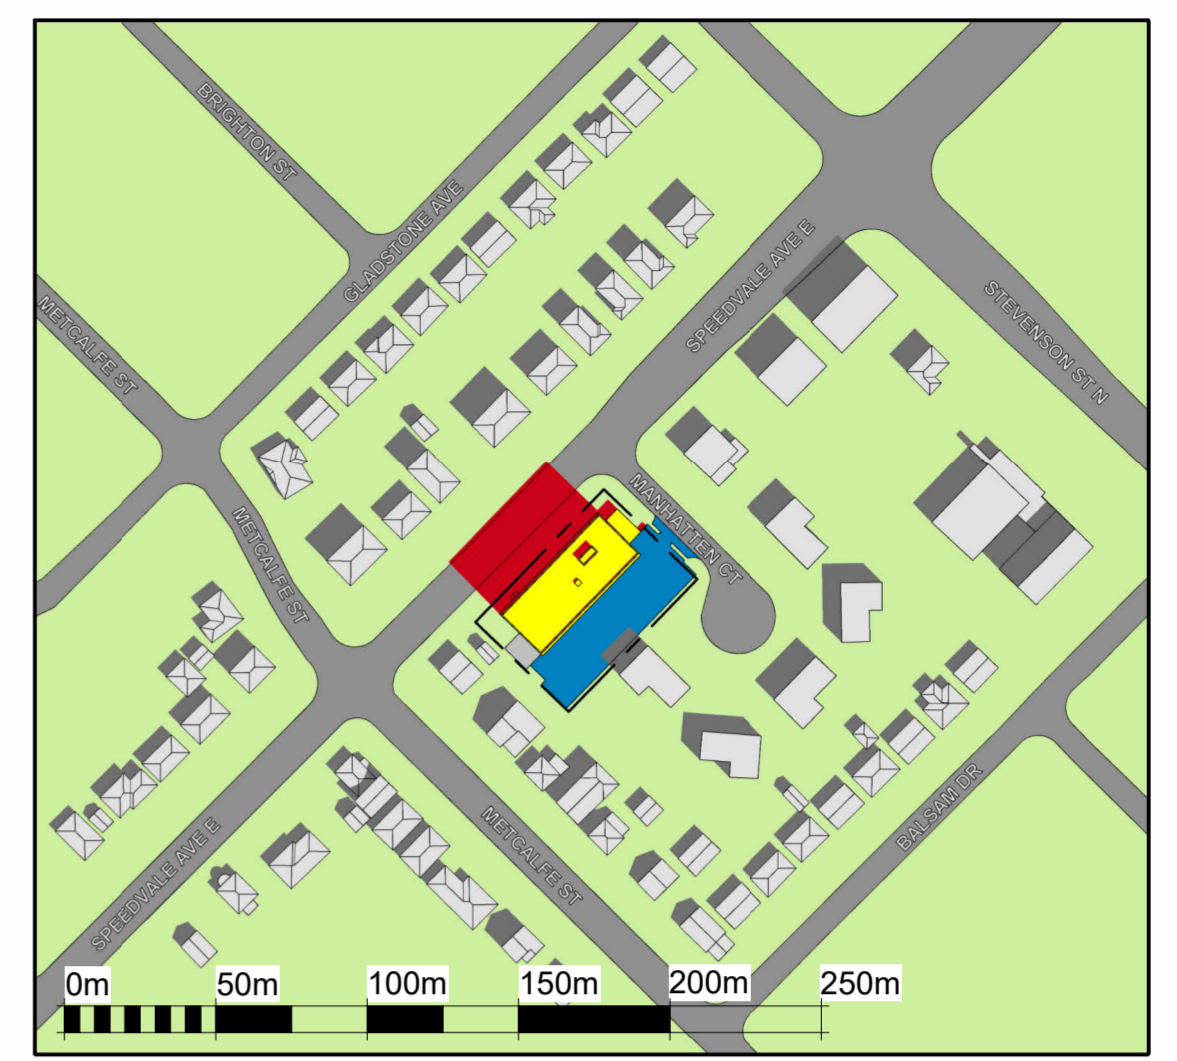 BRIGHTON ST
GLADSTONE AVE
METCALFE ST
SPEEDVALE AVE E
STEVENSON ST N
MANHATTEN CT
METCALFE ST
SPEEDVALE AVE E
METCALFE ST
BALSAM DR
0m 50m 100m 150m 200m 250m